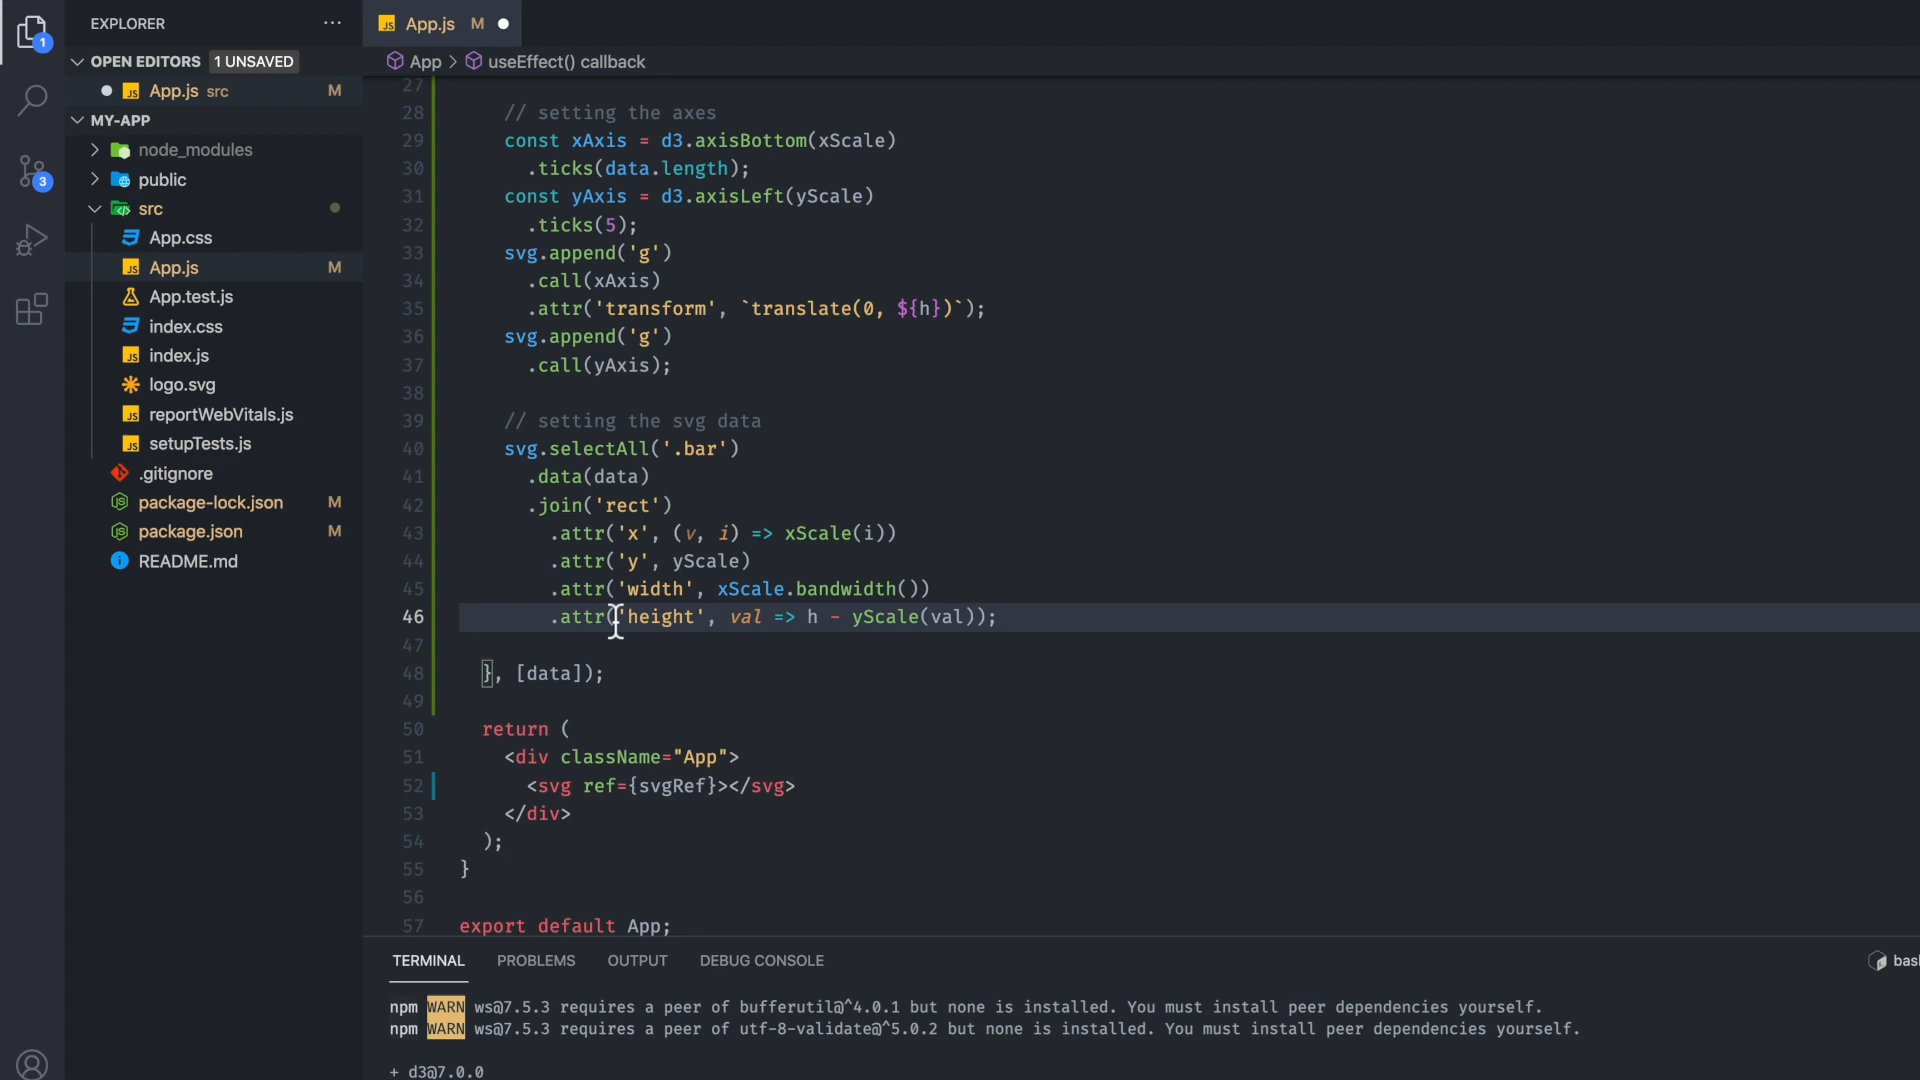 EXPLORER
App.js M
OPEN EDITORS 1 UNSAVED
App.js src M
MY-APP
node_modules
public
src
App.css
App.js M
App.test.js
index.css
index.js
logo.svg
reportWebVitals.js
setupTests.js
.gitignore
package-lock.json M
package.json M
README.md
1
3
App > useEffect() callback
27
28 // setting the axes
29 const xAxis = d3.axisBottom(xScale)
30 .ticks(data.length);
31 const yAxis = d3.axisLeft(yScale)
32 .ticks(5);
33 svg.append('g')
34 .call(xAxis)
35 .attr('transform', `translate(0, ${h})`);
36 svg.append('g')
37 .call(yAxis);
38
39 // setting the svg data
40 svg.selectAll('.bar')
41 .data(data)
42 .join('rect')
43 .attr('x', (v, i) => xScale(i))
44 .attr('y', yScale)
45 .attr('width', xScale.bandwidth())
46 .attr('height', val => h - yScale(val));
47
48 }, [data]);
49
50 return (
51 <div className="App">
52 <svg ref={svgRef}></svg>
53 </div>
54 );
55 }
56
57 export default App;
TERMINAL PROBLEMS OUTPUT DEBUG CONSOLE
npm WARN ws@7.5.3 requires a peer of bufferutil@^4.0.1 but none is installed. You must install peer dependencies yourself.
npm WARN ws@7.5.3 requires a peer of utf-8-validate@^5.0.2 but none is installed. You must install peer dependencies yourself.
+ d3@7.0.0